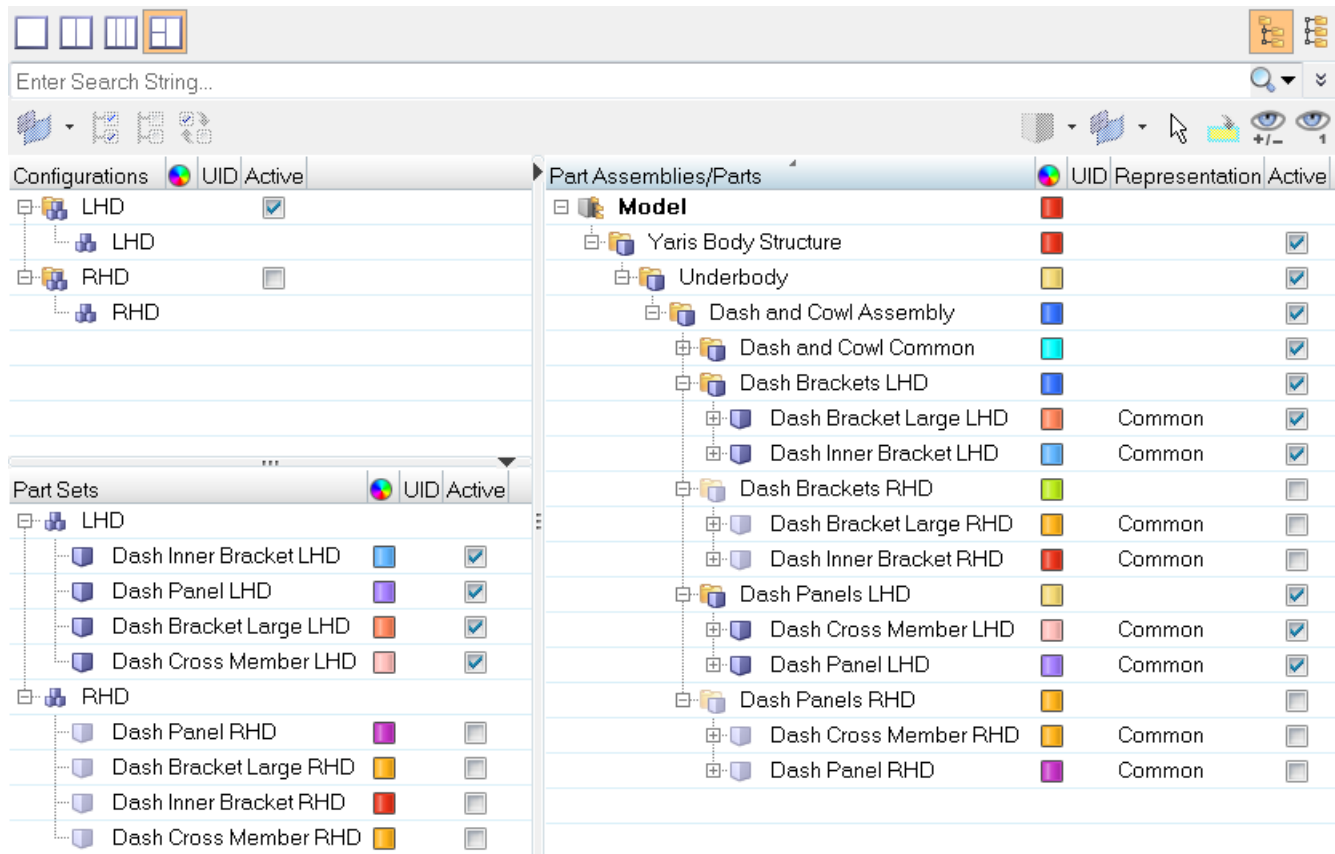 Enter Search String...
+/-
1
Configurations UID Active
LHD
LHD
RHD
RHD
Part Sets UID Active
LHD
Dash Inner Bracket LHD
Dash Panel LHD
Dash Bracket Large LHD
Dash Cross Member LHD
RHD
Dash Panel RHD
Dash Bracket Large RHD
Dash Inner Bracket RHD
Dash Cross Member RHD
Part Assemblies/Parts UID Representation Active
Model
Yaris Body Structure
Underbody
Dash and Cowl Assembly
Dash and Cowl Common
Dash Brackets LHD
Dash Bracket Large LHD Common
Dash Inner Bracket LHD Common
Dash Brackets RHD
Dash Bracket Large RHD Common
Dash Inner Bracket RHD Common
Dash Panels LHD
Dash Cross Member LHD Common
Dash Panel LHD Common
Dash Panels RHD
Dash Cross Member RHD Common
Dash Panel RHD Common